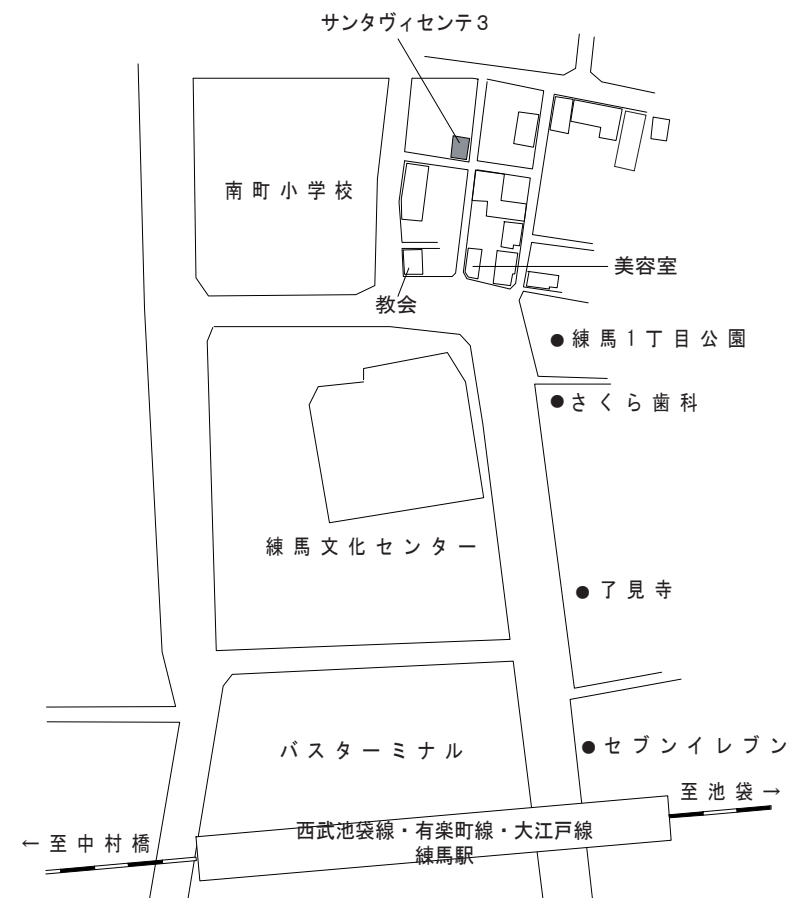 サンタヴィセンテ3
南町小学校
美容室
教会
練馬1丁目公園
さくら歯科
練馬文化センター
了見寺
バスターミナル
セブンイレブン
至池袋→
←至中村橋
西武池袋線・有楽町線・大江戸線
練馬駅